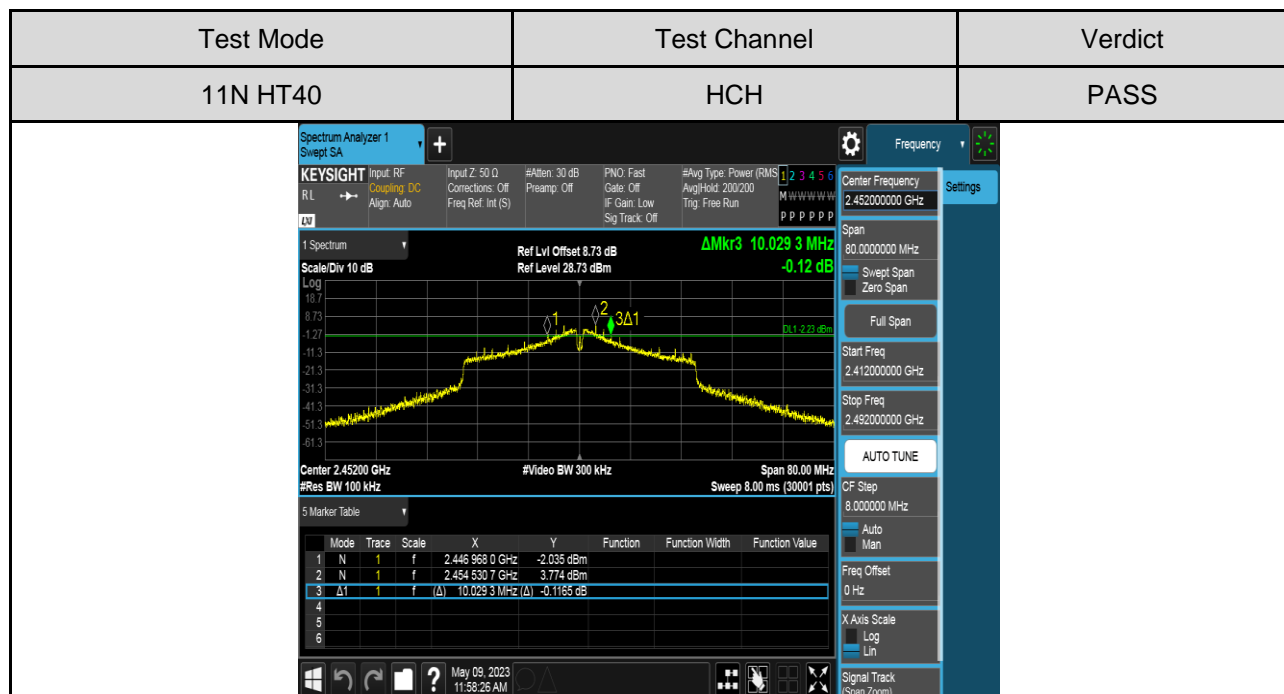 Test Mode Test Channel Verdict
11N HT40 HCH PASS
Spectrum Analyzer 1
Swept SA
+
Frequency
KEYSIGHT Input: RF Input Z: 50 Ω #Atten: 30 dB PNO: Fast #Avg Type: Power (RMS 1 2 3 4 5 6
RL Coupling: DC Corrections: Off Preamp: Off Gate: Off Avg|Hold: 200/200 M W W W W W
Align: Auto Freq Ref: Int (S) IF Gain: Low Trig: Free Run
LXI Sig Track: Off P P P P P P
Center Frequency
2.452000000 GHz
Settings
Span
80.0000000 MHz
Swept Span
Zero Span
Full Span
Start Freq
2.412000000 GHz
Stop Freq
2.492000000 GHz
AUTO TUNE
CF Step
8.000000 MHz
Auto
Man
Freq Offset
0 Hz
X Axis Scale
Log
Lin
Signal Track
(Span Zoom)
1 Spectrum Ref Lvl Offset 8.73 dB ΔMkr3 10.029 3 MHz
Scale/Div 10 dB Ref Level 28.73 dBm -0.12 dB
Log
18.7
8.73
-1.27
-11.3
-21.3
-31.3
-41.3
-51.3
-61.3
1
2
3Δ1
DL1 -2.23 dBm
Center 2.45200 GHz #Video BW 300 kHz Span 80.00 MHz
#Res BW 100 kHz Sweep 8.00 ms (30001 pts)
5 Marker Table
Mode Trace Scale X Y Function Function Width Function Value
1 N 1 f 2.446 968 0 GHz -2.035 dBm
2 N 1 f 2.454 530 7 GHz 3.774 dBm
3 Δ1 1 f (Δ) 10.029 3 MHz (Δ) -0.1165 dB
4
5
6
? May 09, 2023
11:58:26 AM